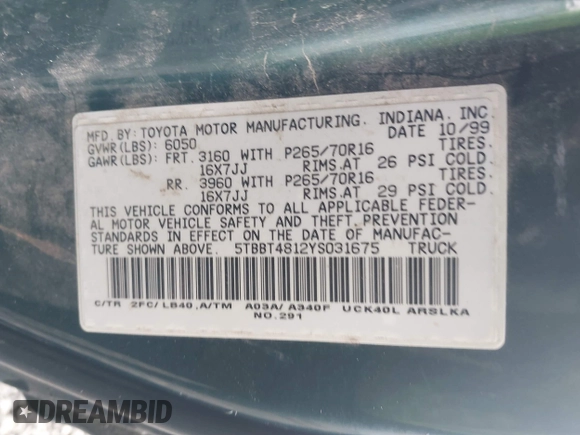 MFD. BY: TOYOTA MOTOR MANUFACTURING. INDIANA. INC.
GVWR(LBS): 6050 DATE 10/99
GAWR(LBS): FRT. 3160 WITH P265/70R16 TIRES.
16X7JJ RIMS.AT 26 PSI COLD.
RR. 3960 WITH P265/70R16 TIRES.
16X7JJ RIMS.AT 29 PSI COLD.
THIS VEHICLE CONFORMS TO ALL APPLICABLE FEDER-
AL MOTOR VEHICLE SAFETY AND THEFT PREVENTION
STANDARDS IN EFFECT ON THE DATE OF MANUFAC-
TURE SHOWN ABOVE. 5TBBT4812YS031675 TRUCK
C/TR 2FC/LB40,A/TM A03A/A340F UCK40L ARSLKA
NO.291
DREAMBID